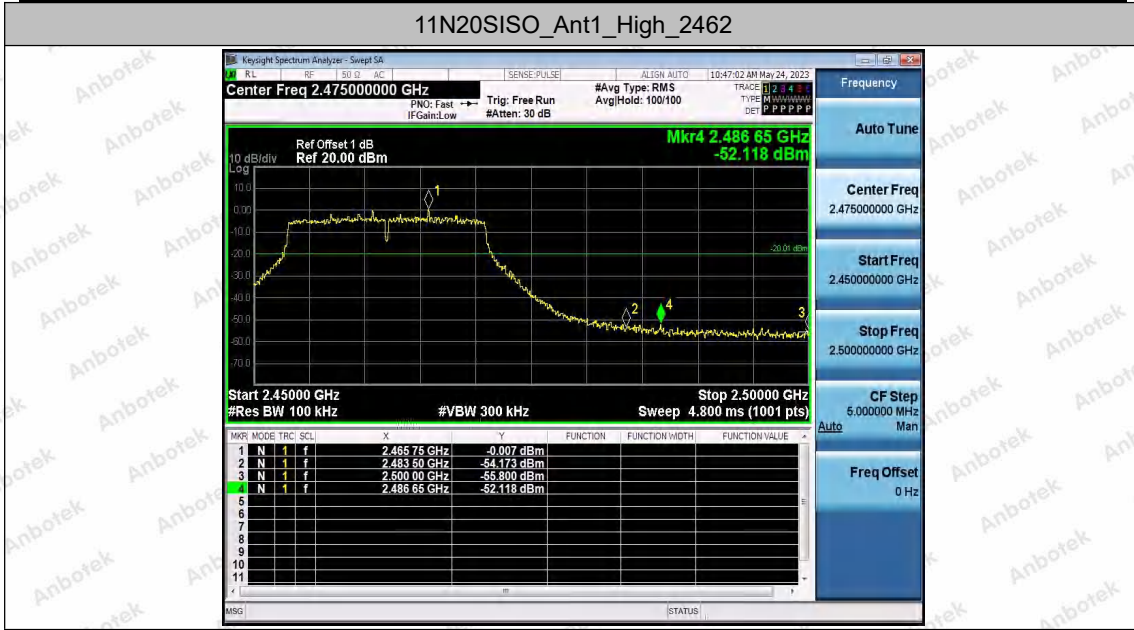 11N20SISO_Ant1_High_2462
Keysight Spectrum Analyzer - Swept SA
RL RF 50 Ω AC SENSE:PULSE ALIGN AUTO 10:47:02 AM May 24, 2023
Center Freq 2.475000000 GHz
PNO: Fast
IFGain:Low
Trig: Free Run
#Atten: 30 dB
#Avg Type: RMS
Avg|Hold: 100/100
TRACE 1 2 3 4 5 6
TYPE M W W W W W
DET P P P P P P
Ref Offset 1 dB
10 dB/div Ref 20.00 dBm
Log
Mkr4 2.486 65 GHz
-52.118 dBm
10.0
0.00
-10.0
-20.0
-30.0
-40.0
-50.0
-60.0
-70.0
-20.01 dBm
1
2
4
3
Start 2.45000 GHz Stop 2.50000 GHz
#Res BW 100 kHz #VBW 300 kHz Sweep 4.800 ms (1001 pts)
MKR MODE TRC SCL X Y FUNCTION FUNCTION WIDTH FUNCTION VALUE
1 N 1 f 2.465 75 GHz -0.007 dBm
2 N 1 f 2.483 50 GHz -54.173 dBm
3 N 1 f 2.500 00 GHz -55.800 dBm
4 N 1 f 2.486 65 GHz -52.118 dBm
5
6
7
8
9
10
11
MSG STATUS
Frequency
Auto Tune
Center Freq
2.475000000 GHz
Start Freq
2.450000000 GHz
Stop Freq
2.500000000 GHz
CF Step
5.000000 MHz
Auto Man
Freq Offset
0 Hz
Anbotek